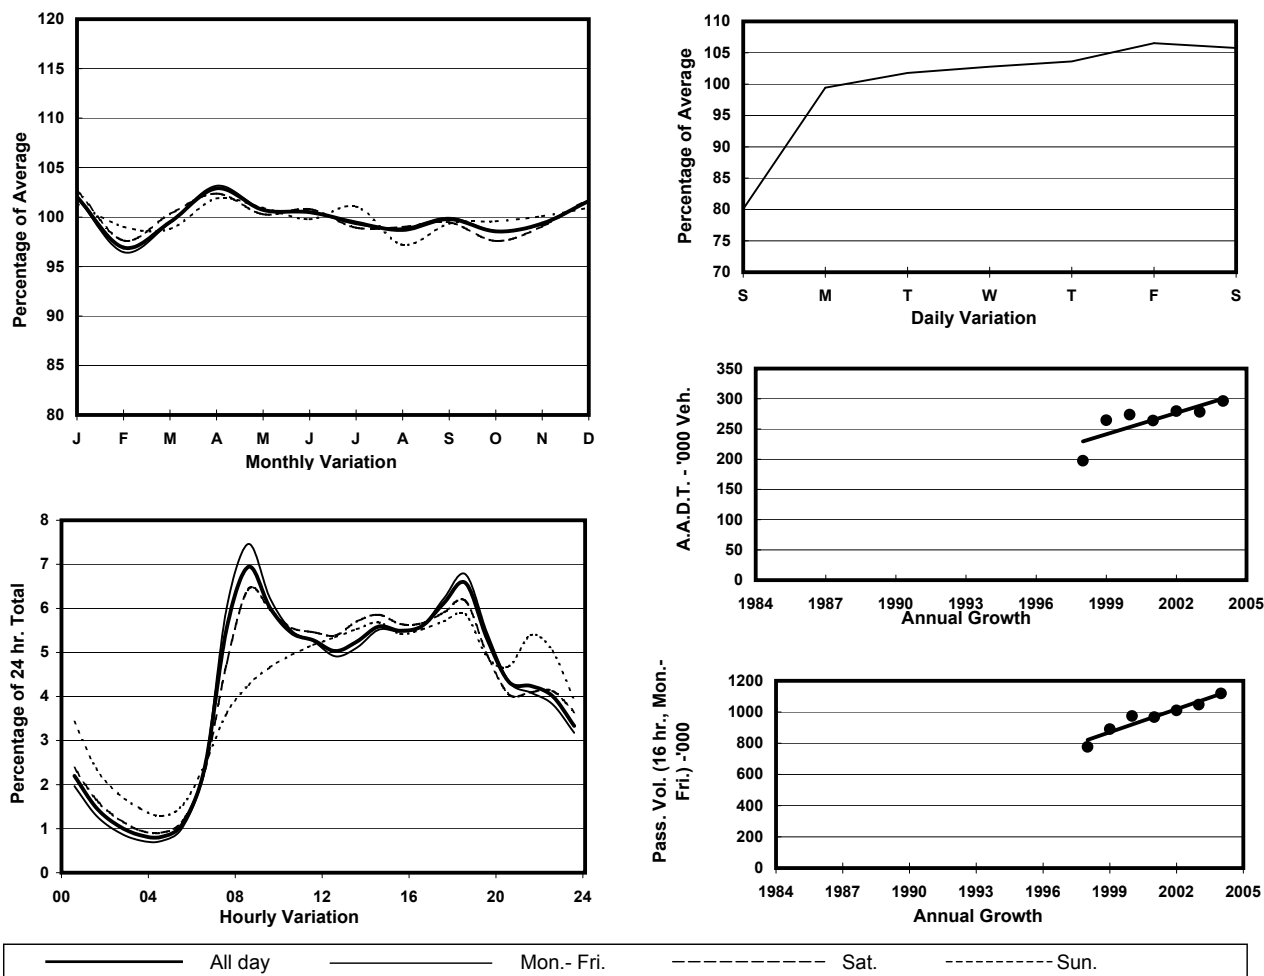 120
115
110
105
100
95
90
85
80
Percentage of Average
J F M A M J J A S O N D
Monthly Variation
110
105
100
95
90
85
80
75
70
Percentage of Average
S M T W T F S
Daily Variation
350
300
250
200
150
100
50
0
A.A.D.T. - '000 Veh.
1984 1987 1990 1993 1996 1999 2002 2005
Annual Growth
8
7
6
5
4
3
2
1
0
Percentage of 24 hr. Total
00 04 08 12 16 20 24
Hourly Variation
1200
1000
800
600
400
200
0
Pass. Vol. (16 hr., Mon.-
Fri.) -'000
1984 1987 1990 1993 1996 1999 2002 2005
Annual Growth
All day Mon.- Fri. Sat. Sun.